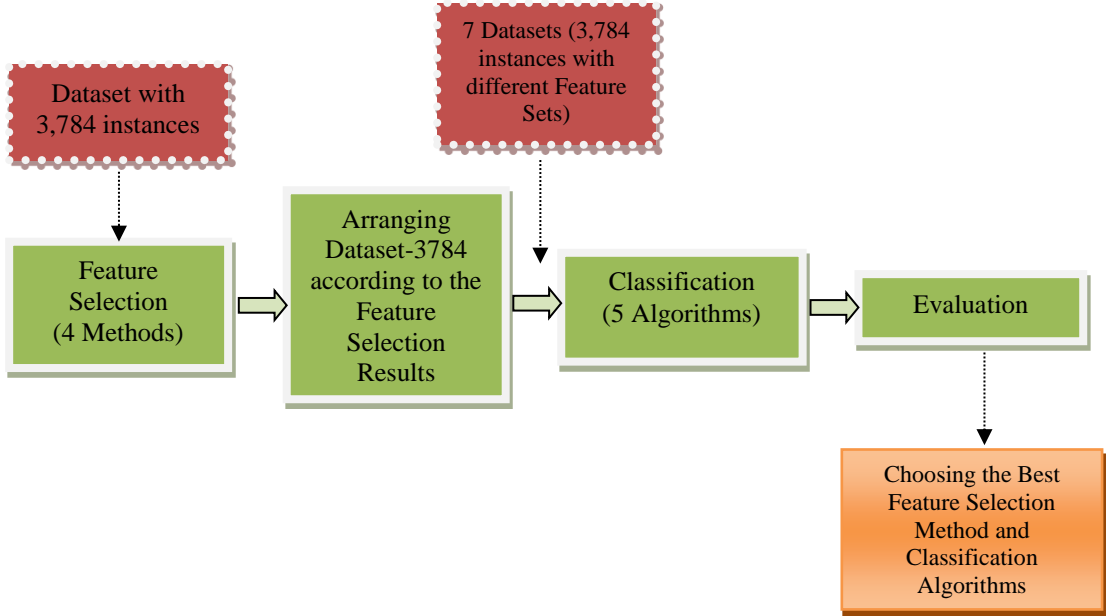 Dataset with
3,784 instances
7 Datasets (3,784
instances with
different Feature
Sets)
Feature
Selection
(4 Methods)
Arranging
Dataset-3784
according to the
Feature
Selection
Results
Classification
(5 Algorithms)
Evaluation
Choosing the Best
Feature Selection
Method and
Classification
Algorithms